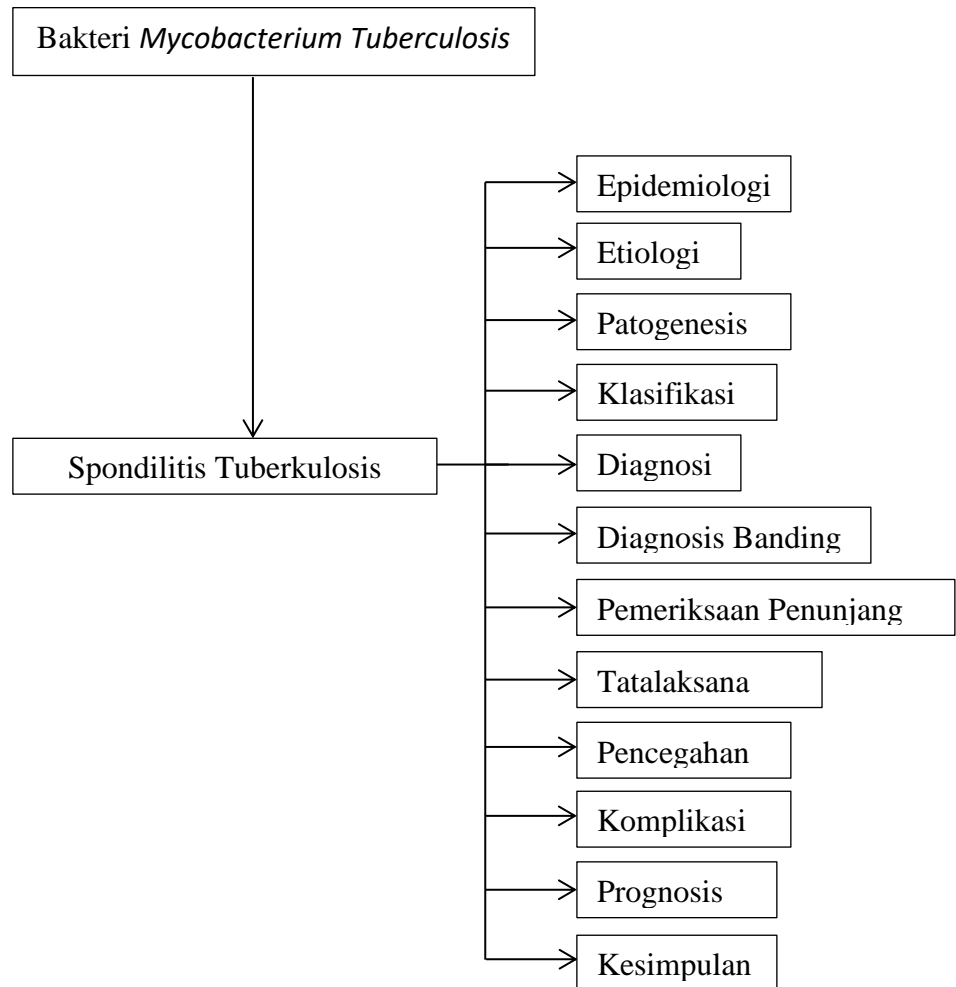 Bakteri Mycobacterium Tuberculosis
Epidemiologi
Etiologi
Patogenesis
Klasifikasi
Spondilitis Tuberkulosis
Diagnosi
Diagnosis Banding
Pemeriksaan Penunjang
Tatalaksana
Pencegahan
Komplikasi
Prognosis
Kesimpulan